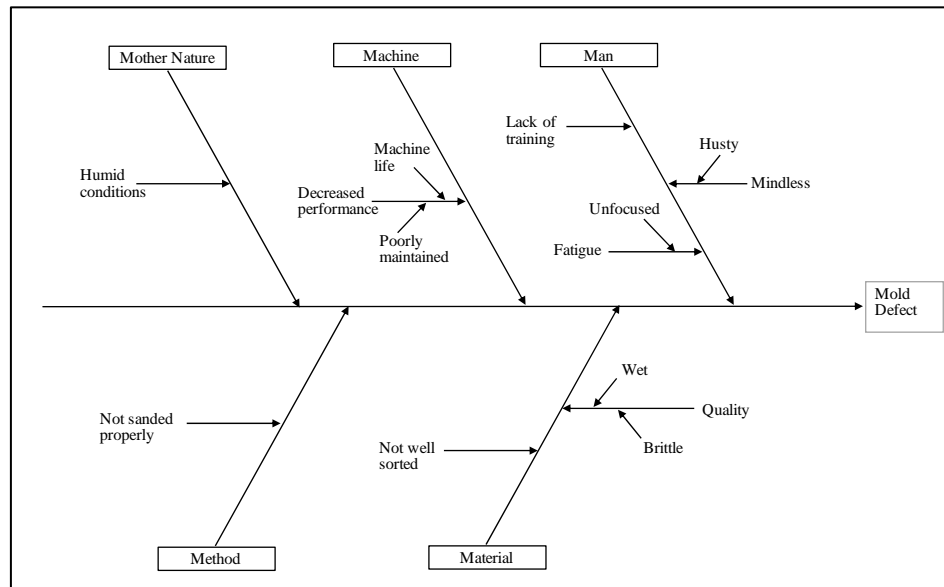 Mother Nature
Machine
Man
Lack of
training
Husty
Mindless
Machine
life
Humid
conditions
Decreased
performance
Poorly
maintained
Unfocused
Fatigue
Mold
Defect
Wet
Quality
Brittle
Not sanded
properly
Not well
sorted
Method
Material